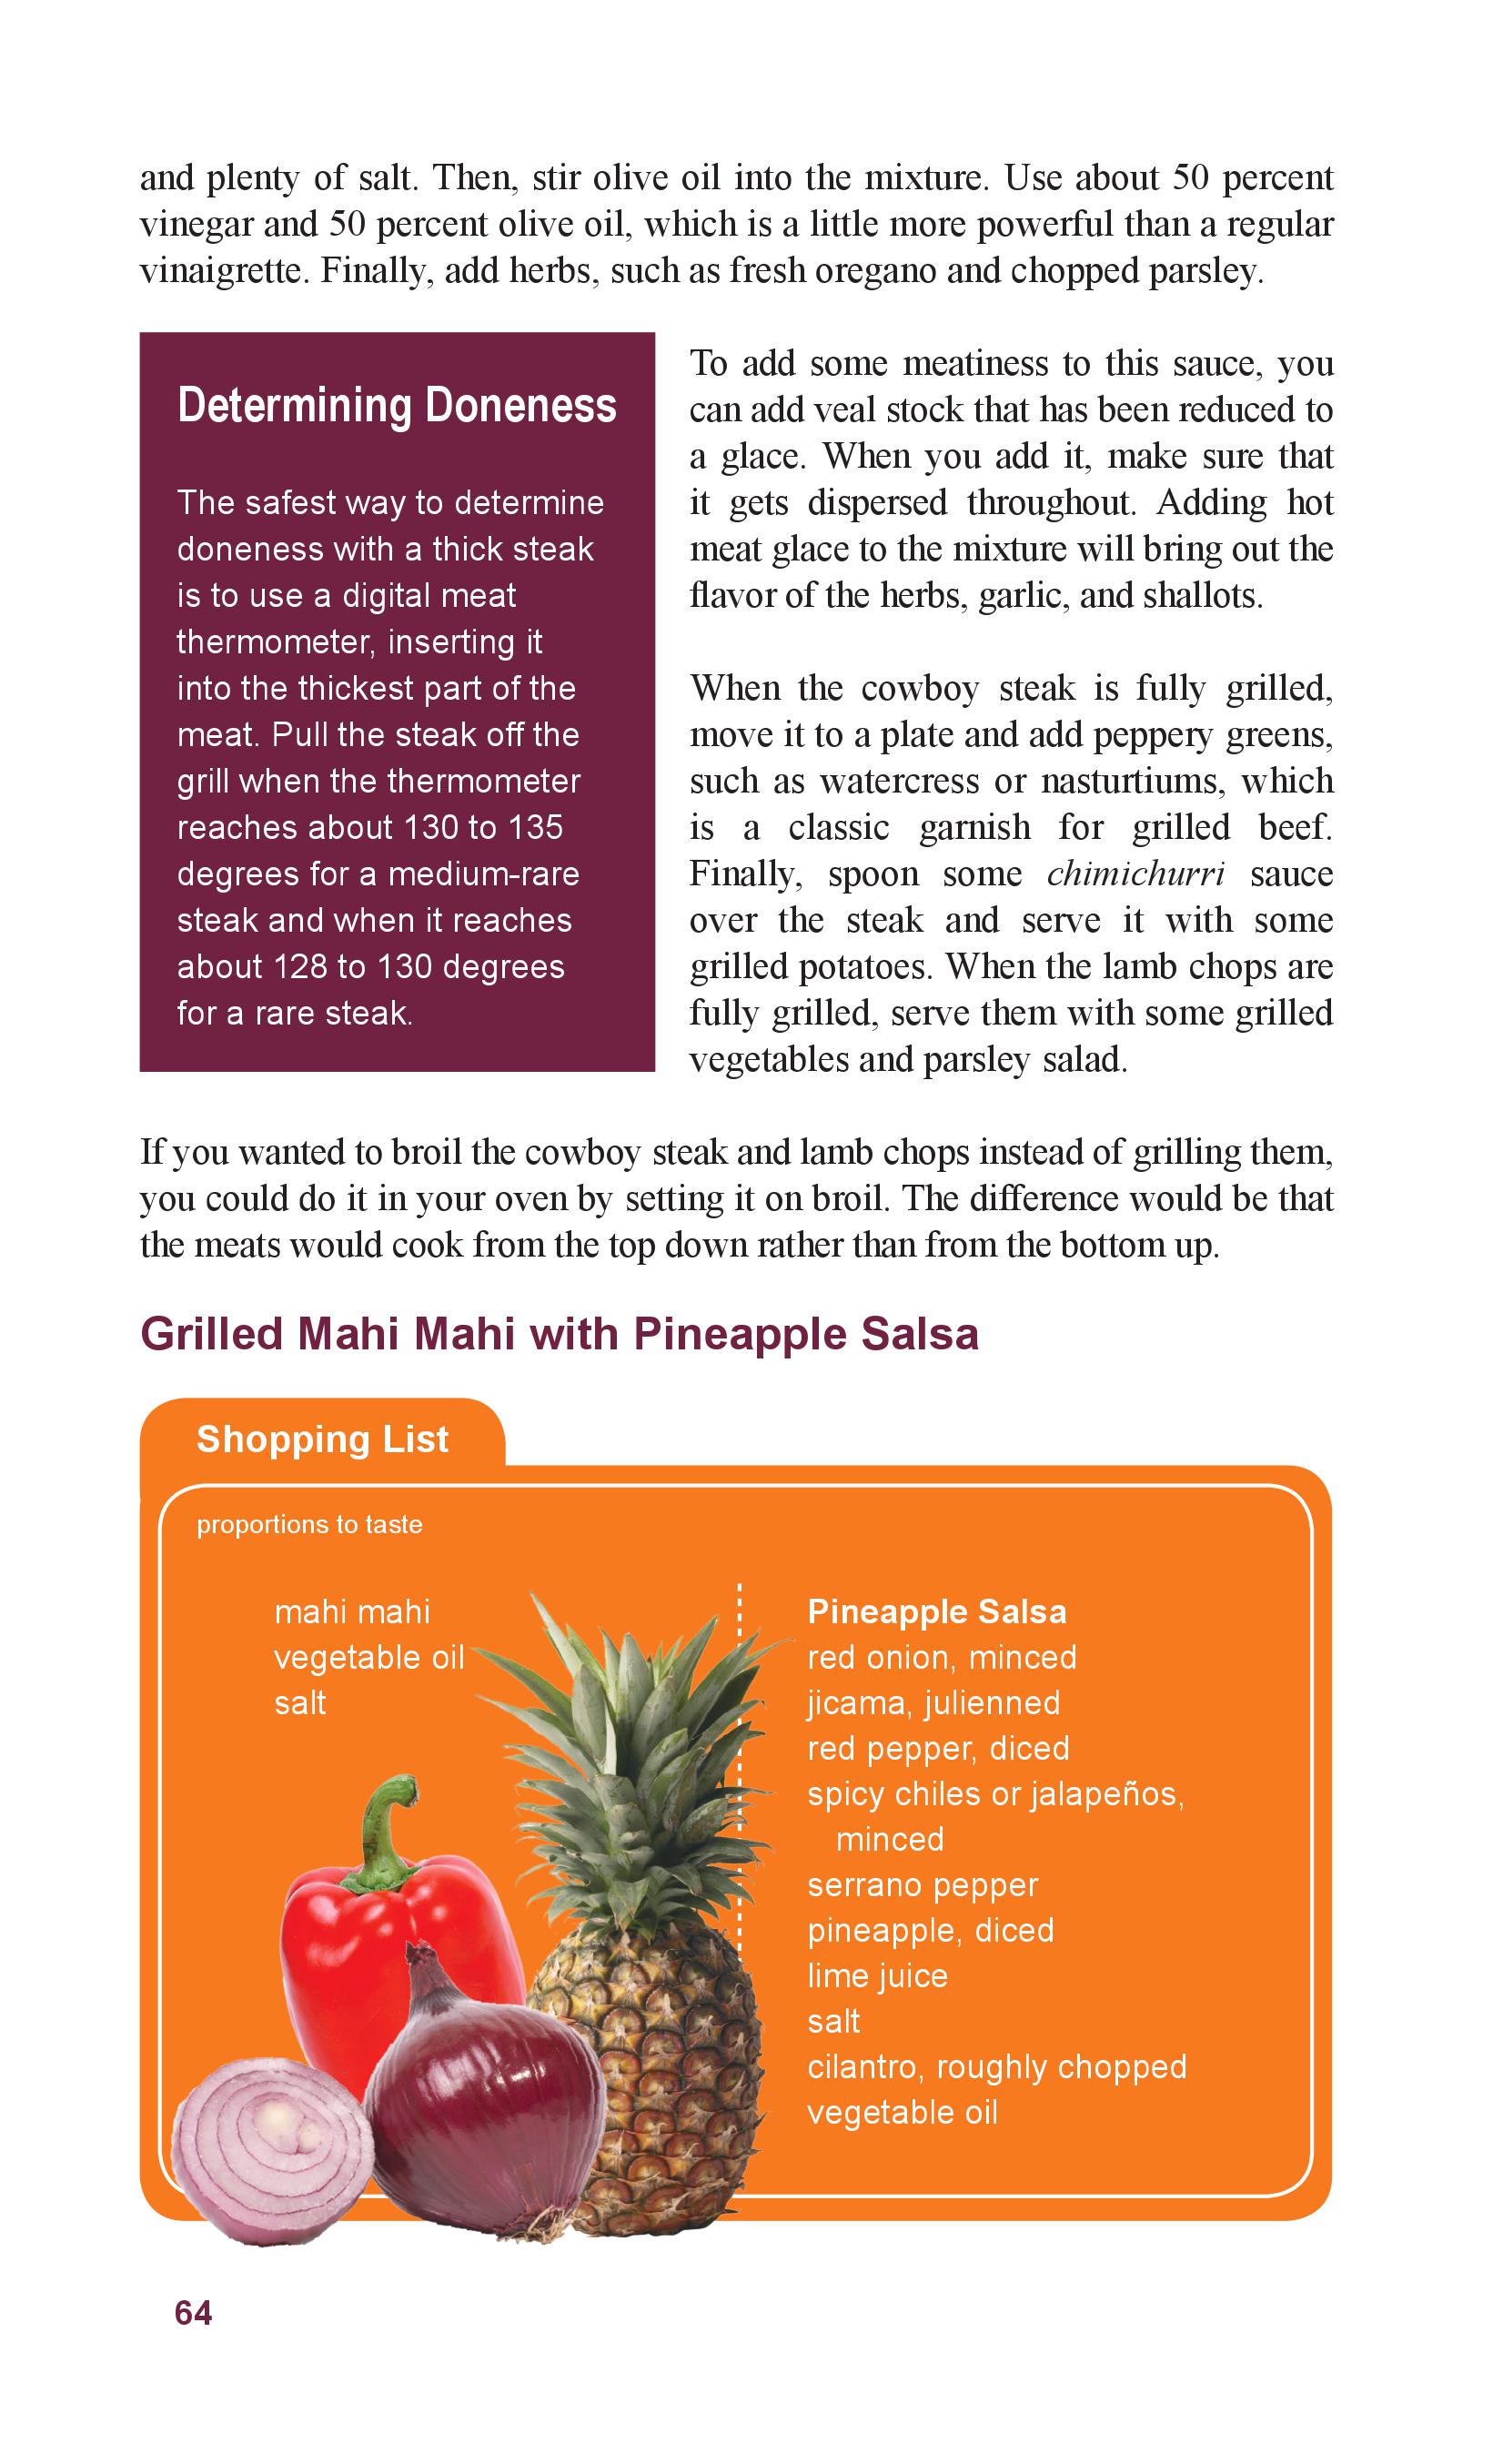 and plenty of salt. Then, stir olive oil into the mixture. Use about 50 percent
vinegar and 50 percent olive oil, which is a little more powerful than a regular
vinaigrette. Finally, add herbs, such as fresh oregano and chopped parsley.
Determining Doneness
The safest way to determine
doneness with a thick steak
is to use a digital meat
thermometer, inserting it
into the thickest part of the
meat. Pull the steak off the
grill when the thermometer
reaches about 130 to 135
degrees for a medium-rare
steak and when it reaches
about 128 to 130 degrees
for a rare steak.
To add some meatiness to this sauce, you
can add veal stock that has been reduced to
a glace. When you add it, make sure that
it gets dispersed throughout. Adding hot
meat glace to the mixture will bring out the
flavor of the herbs, garlic, and shallots.
When the cowboy steak is fully grilled,
move it to a plate and add peppery greens,
such as watercress or nasturtiums, which
is a classic garnish for grilled beef.
Finally, spoon some chimichurri sauce
over the steak and serve it with some
grilled potatoes. When the lamb chops are
fully grilled, serve them with some grilled
vegetables and parsley salad.
If you wanted to broil the cowboy steak and lamb chops instead of grilling them,
you could do it in your oven by setting it on broil. The difference would be that
the meats would cook from the top down rather than from the bottom up.
Grilled Mahi Mahi with Pineapple Salsa
Shopping List
proportions to taste
mahi mahi
vegetable oil
salt
Pineapple Salsa
red onion, minced
jicama, julienned
red pepper, diced
spicy chiles or jalapeños,
minced
serrano pepper
pineapple, diced
lime juice
salt
cilantro, roughly chopped
vegetable oil
64